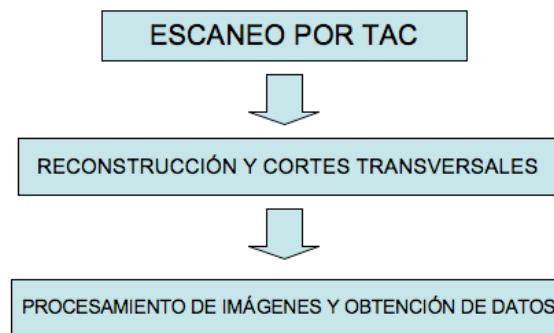 ESCANEO POR TAC
RECONSTRUCCIÓN Y CORTES TRANSVERSALES
PROCESAMIENTO DE IMÁGENES Y OBTENCIÓN DE DATOS